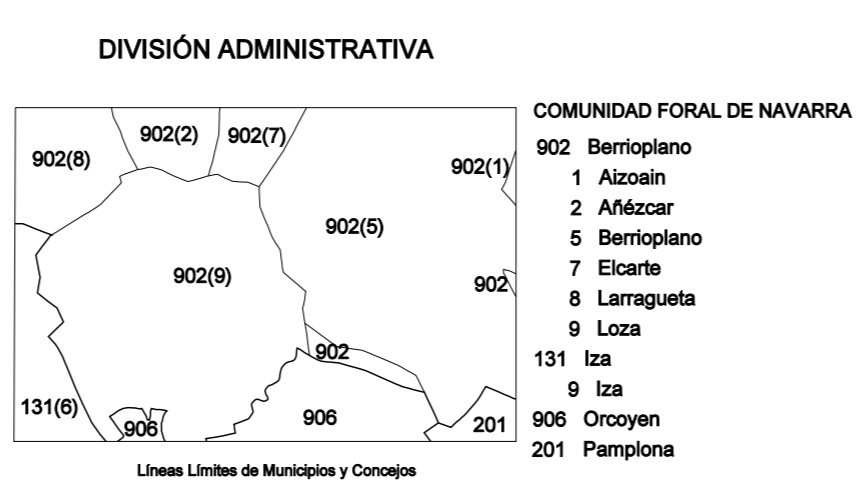 DIVISIÓN ADMINISTRATIVA
COMUNIDAD FORAL DE NAVARRA
902 Berrioplano
1 Aizoain
2 Añézcar
5 Berrioplano
7 Elcarte
8 Larragueta
9 Loza
131 Iza
9 Iza
906 Orcoyen
201 Pamplona
902(8)
902(2)
902(7)
902(1)
902(5)
902(9)
902
902
131(6)
906
906
201
Líneas Límites de Municipios y Concejos